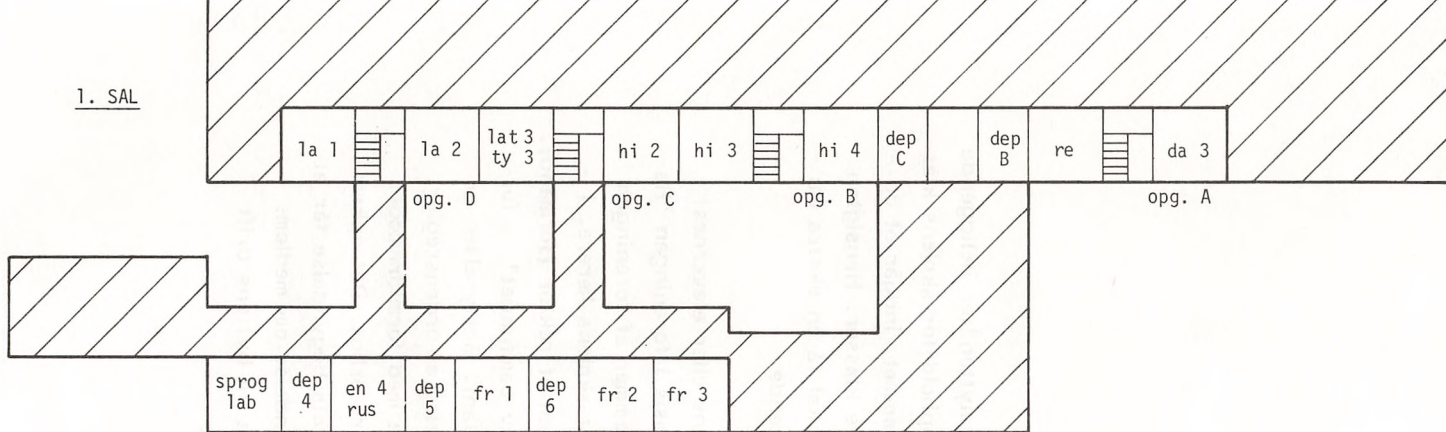 1. SAL
la 1
la 2
lat 3
ty 3
hi 2
hi 3
hi 4
dep
C
dep
B
re
da 3
opg. D
opg. C
opg. B
opg. A
sprog
lab
dep
4
en 4
rus
dep
5
fr 1
dep
6
fr 2
fr 3